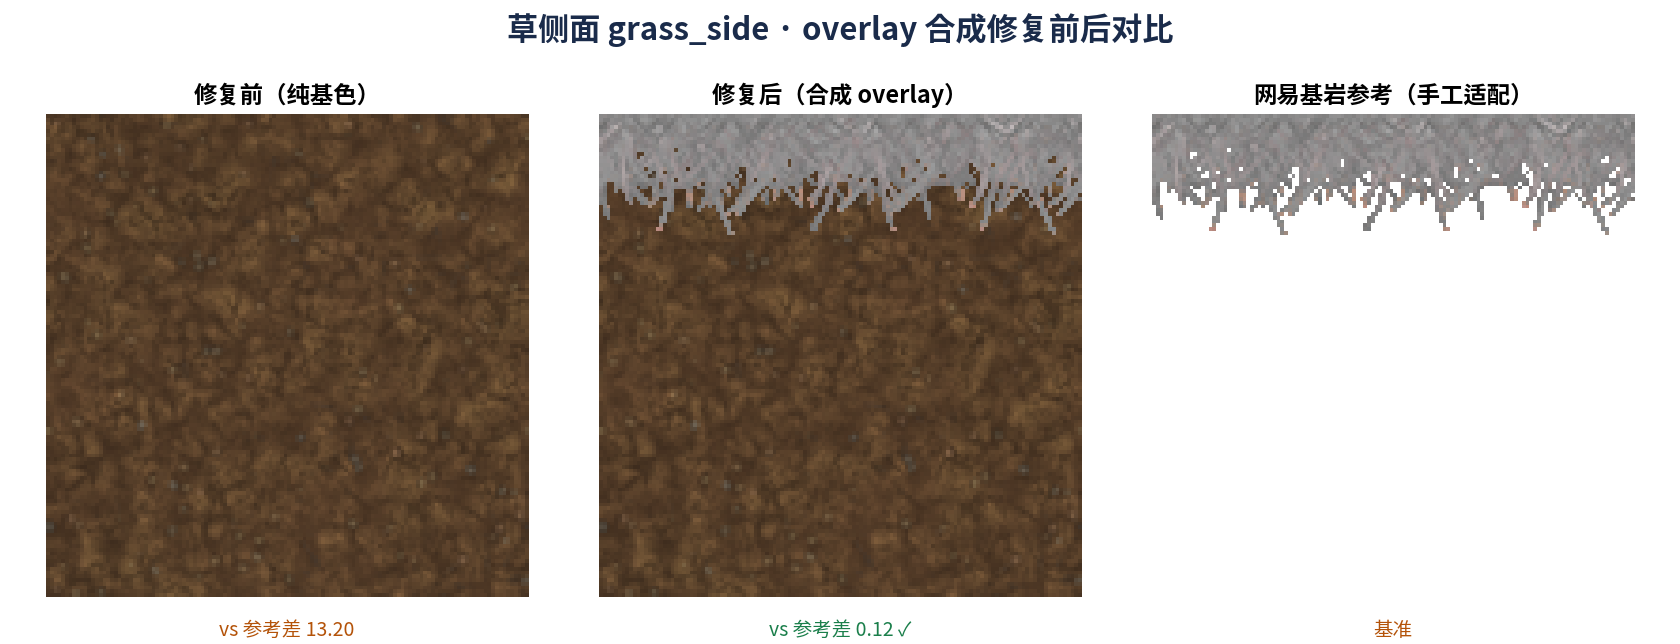 草侧面 grass_side · overlay 合成修复前后对比
修复前（纯基色）
修复后（合成 overlay）
网易基岩参考（手工适配）
vs 参考差 13.20
vs 参考差 0.12 ✓
基准